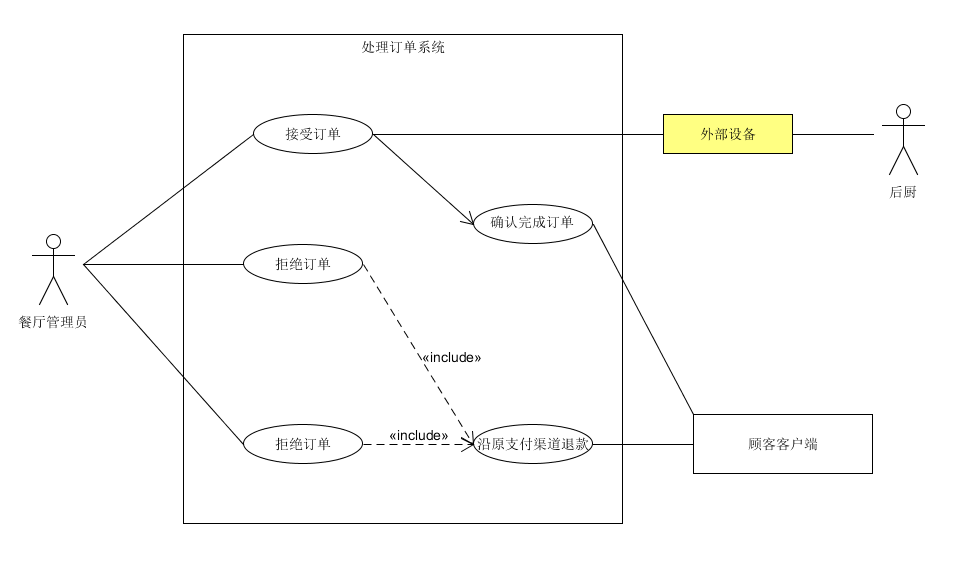 处理订单系统
接受订单
外部设备
后厨
确认完成订单
拒绝订单
餐厅管理员
«include»
拒绝订单
«include»
沿原支付渠道退款
顾客客户端